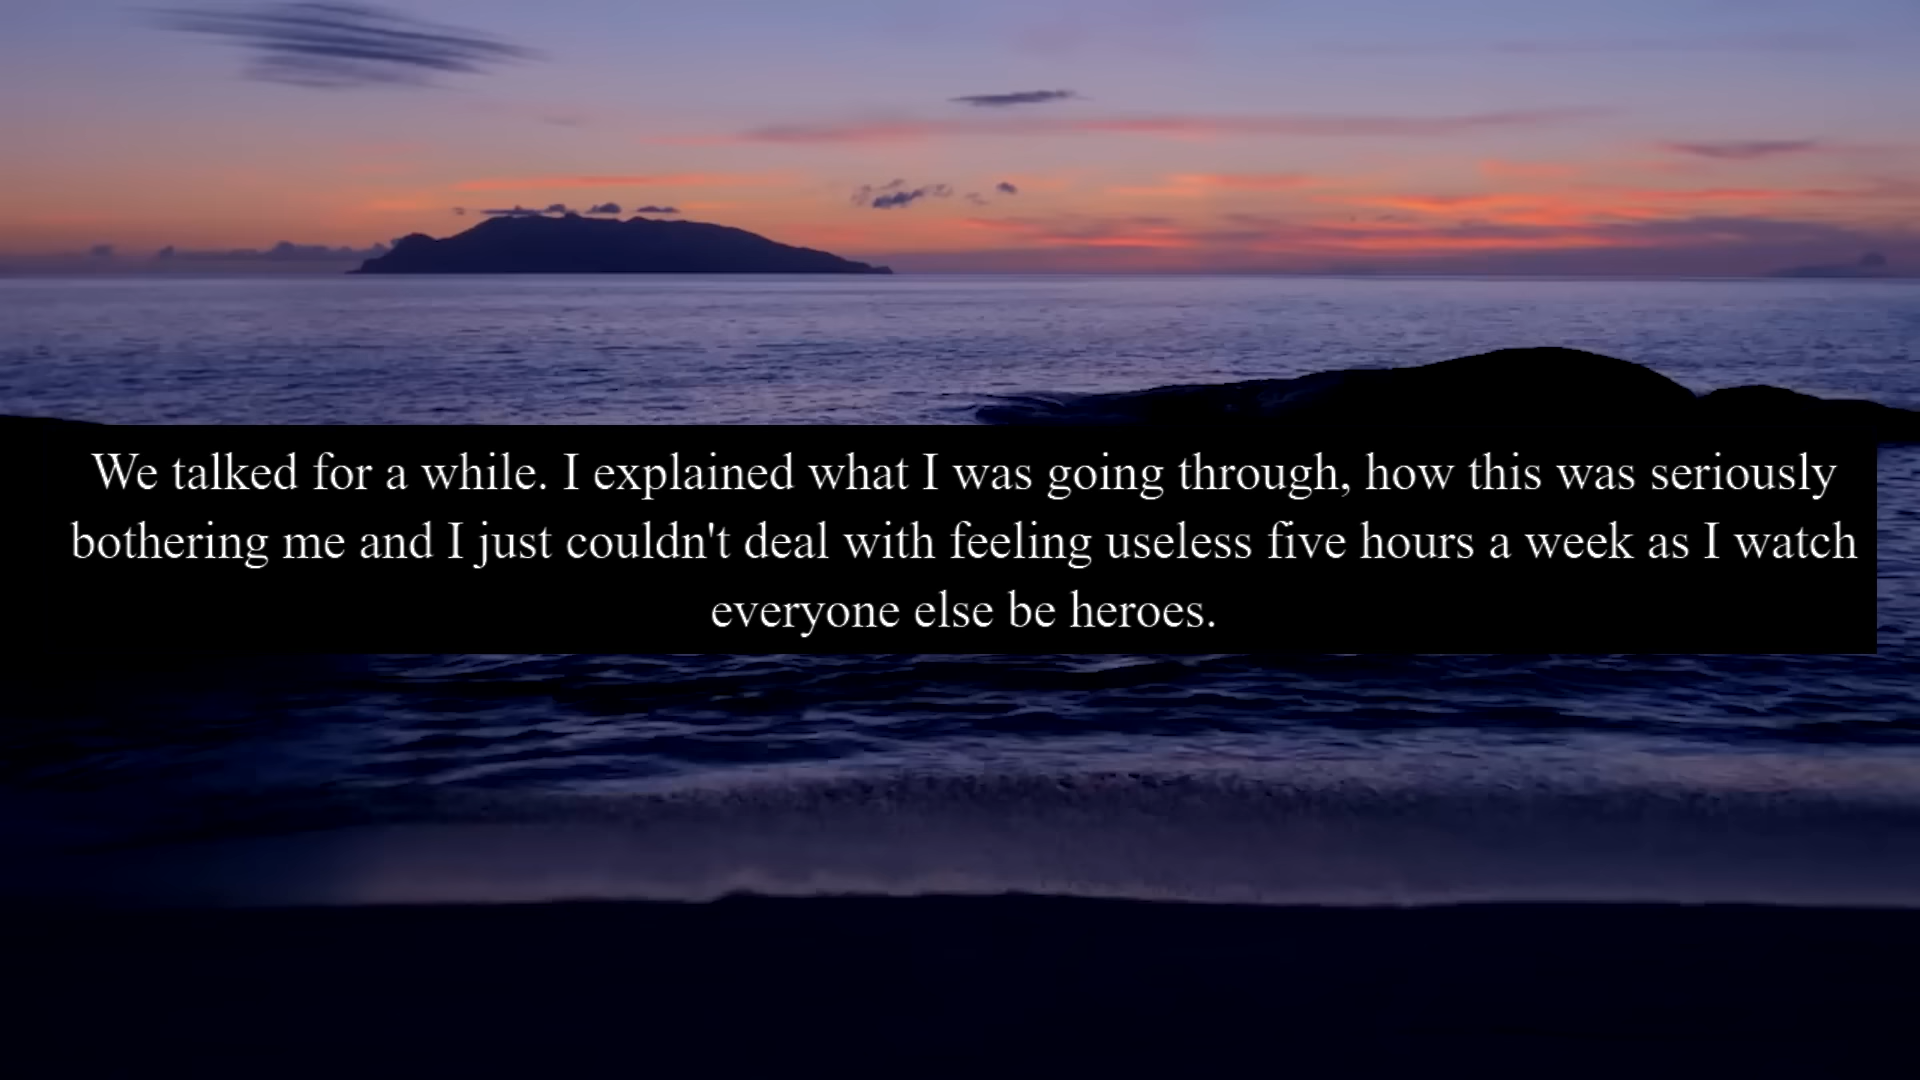 We talked for a while. I explained what I was going through, how this was seriously
bothering me and I just couldn't deal with feeling useless five hours a week as I watch
everyone else be heroes.